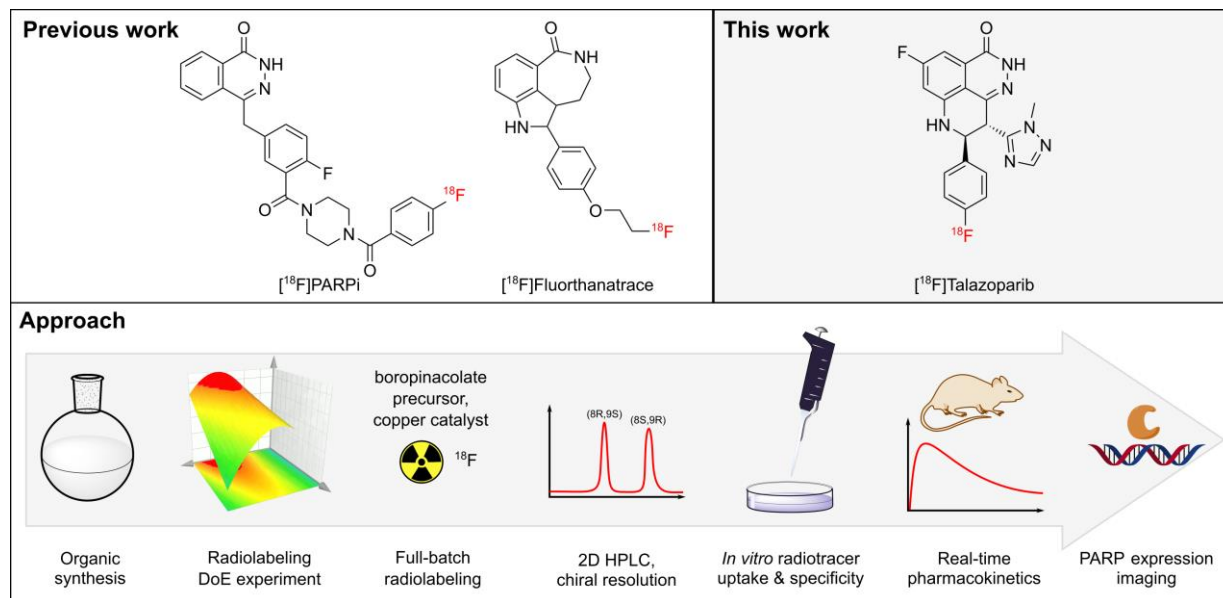 Previous work
This work
O
NH
N
F
O
N
N
O
¹⁸F
[¹⁸F]PARPi
O
NH
HN
O
¹⁸F
[¹⁸F]Fluorthanatrace
F
O
NH
N
HN
N
N
N
¹⁸F
[¹⁸F]Talazoparib
Approach
boropinacolate
precursor,
copper catalyst
¹⁸F
(8R,9S)
(8S,9R)
Organic
synthesis
Radiolabeling
DoE experiment
Full-batch
radiolabeling
2D HPLC,
chiral resolution
In vitro radiotracer
uptake & specificity
Real-time
pharmacokinetics
PARP expression
imaging